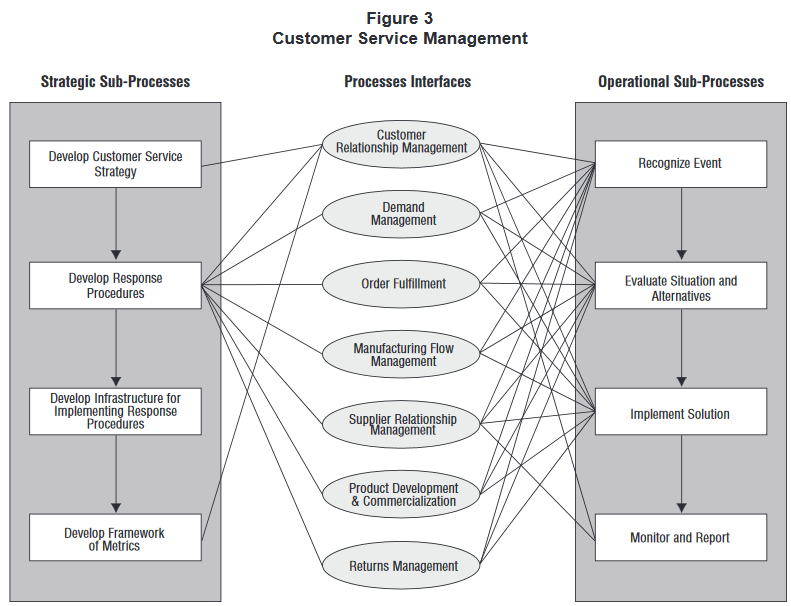 Figure 3
Customer Service Management
Strategic Sub-Processes
Processes Interfaces
Operational Sub-Processes
Develop Customer Service
Strategy
Develop Response
Procedures
Develop Infrastructure for
Implementing Response
Procedures
Develop Framework
of Metrics
Customer
Relationship Management
Demand
Management
Order Fulfillment
Manufacturing Flow
Management
Supplier Relationship
Management
Product Development
& Commercialization
Returns Management
Recognize Event
Evaluate Situation and
Alternatives
Implement Solution
Monitor and Report